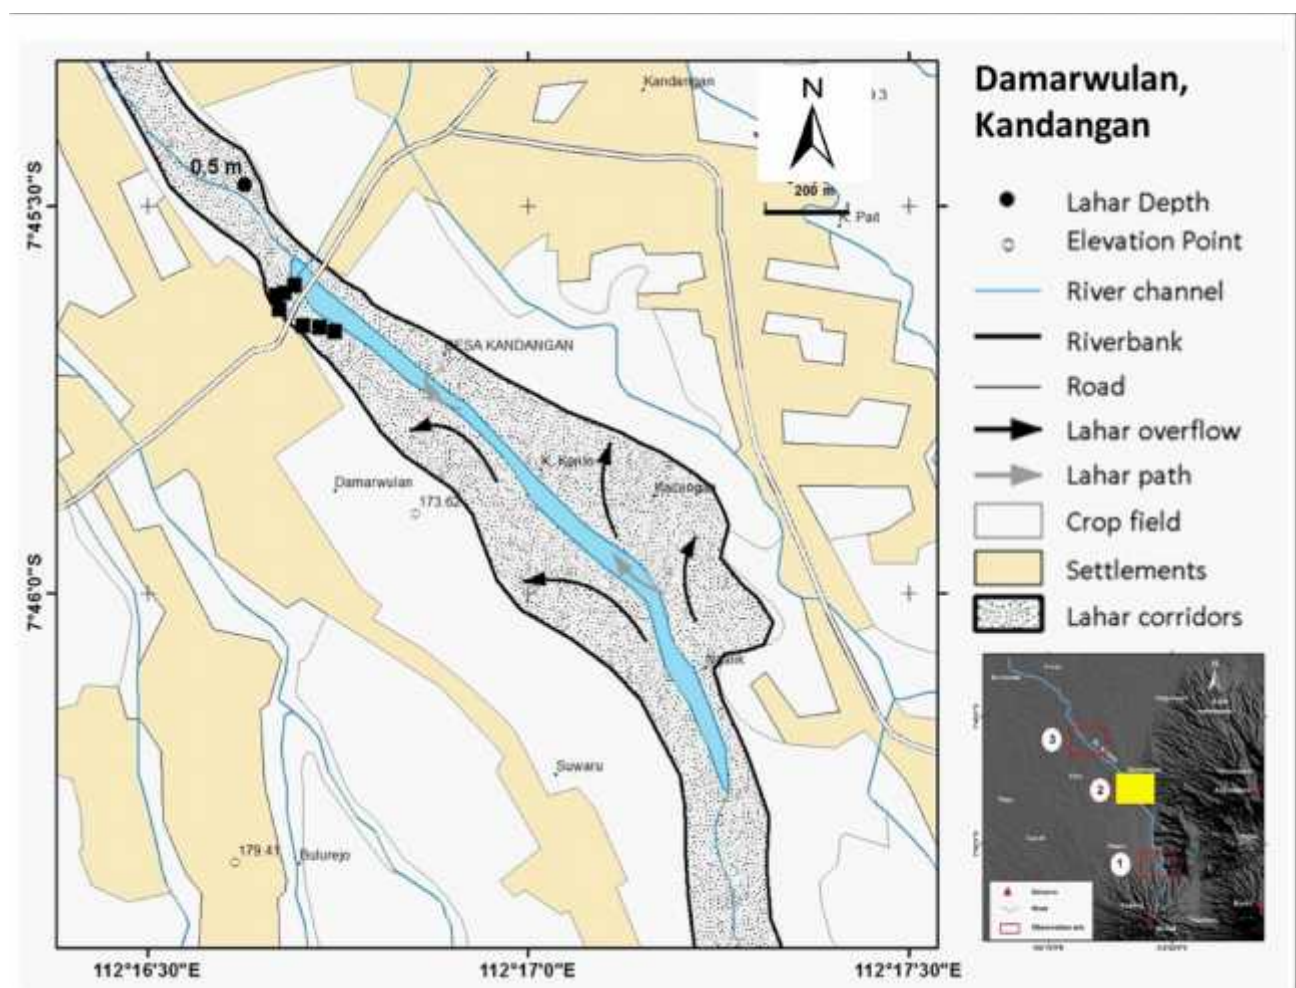 Damarwulan,
Kandangan
N
200 m
Kandangan
K. Pait
0.5 m
DESA KANDANGAN
K. Konto
Damarwulan
173.62
Suwaru
179.41
Bulurejo
7°45'30"S
7°46'0"S
112°16'30"E
112°17'0"E
112°17'30"E
Lahar Depth
Elevation Point
River channel
Riverbank
Road
Lahar overflow
Lahar path
Crop field
Settlements
Lahar corridors
3
2
1